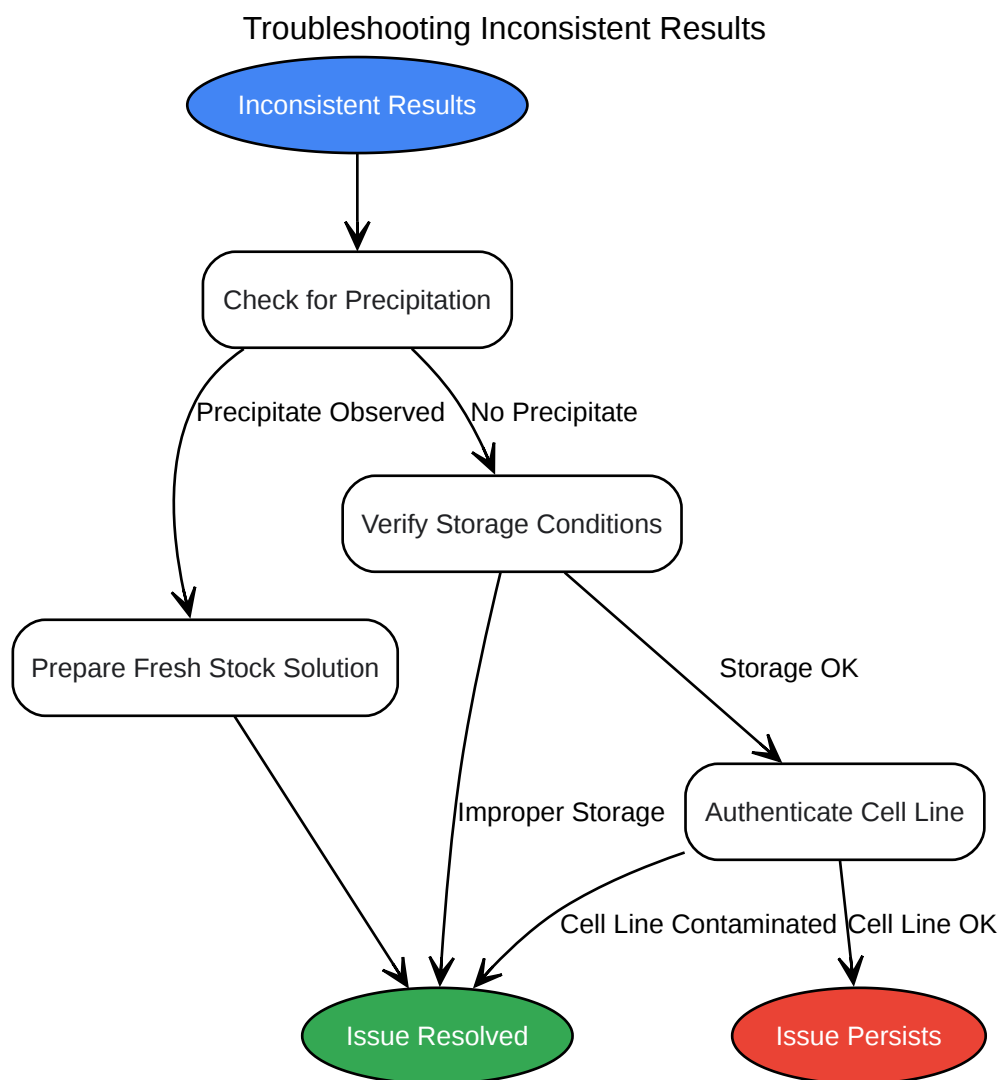 Troubleshooting Inconsistent Results
Inconsistent Results
Check for Precipitation
Precipitate Observed
No Precipitate
Verify Storage Conditions
Prepare Fresh Stock Solution
Storage OK
Improper Storage
Authenticate Cell Line
Cell Line Contaminated
Cell Line OK
Issue Resolved
Issue Persists